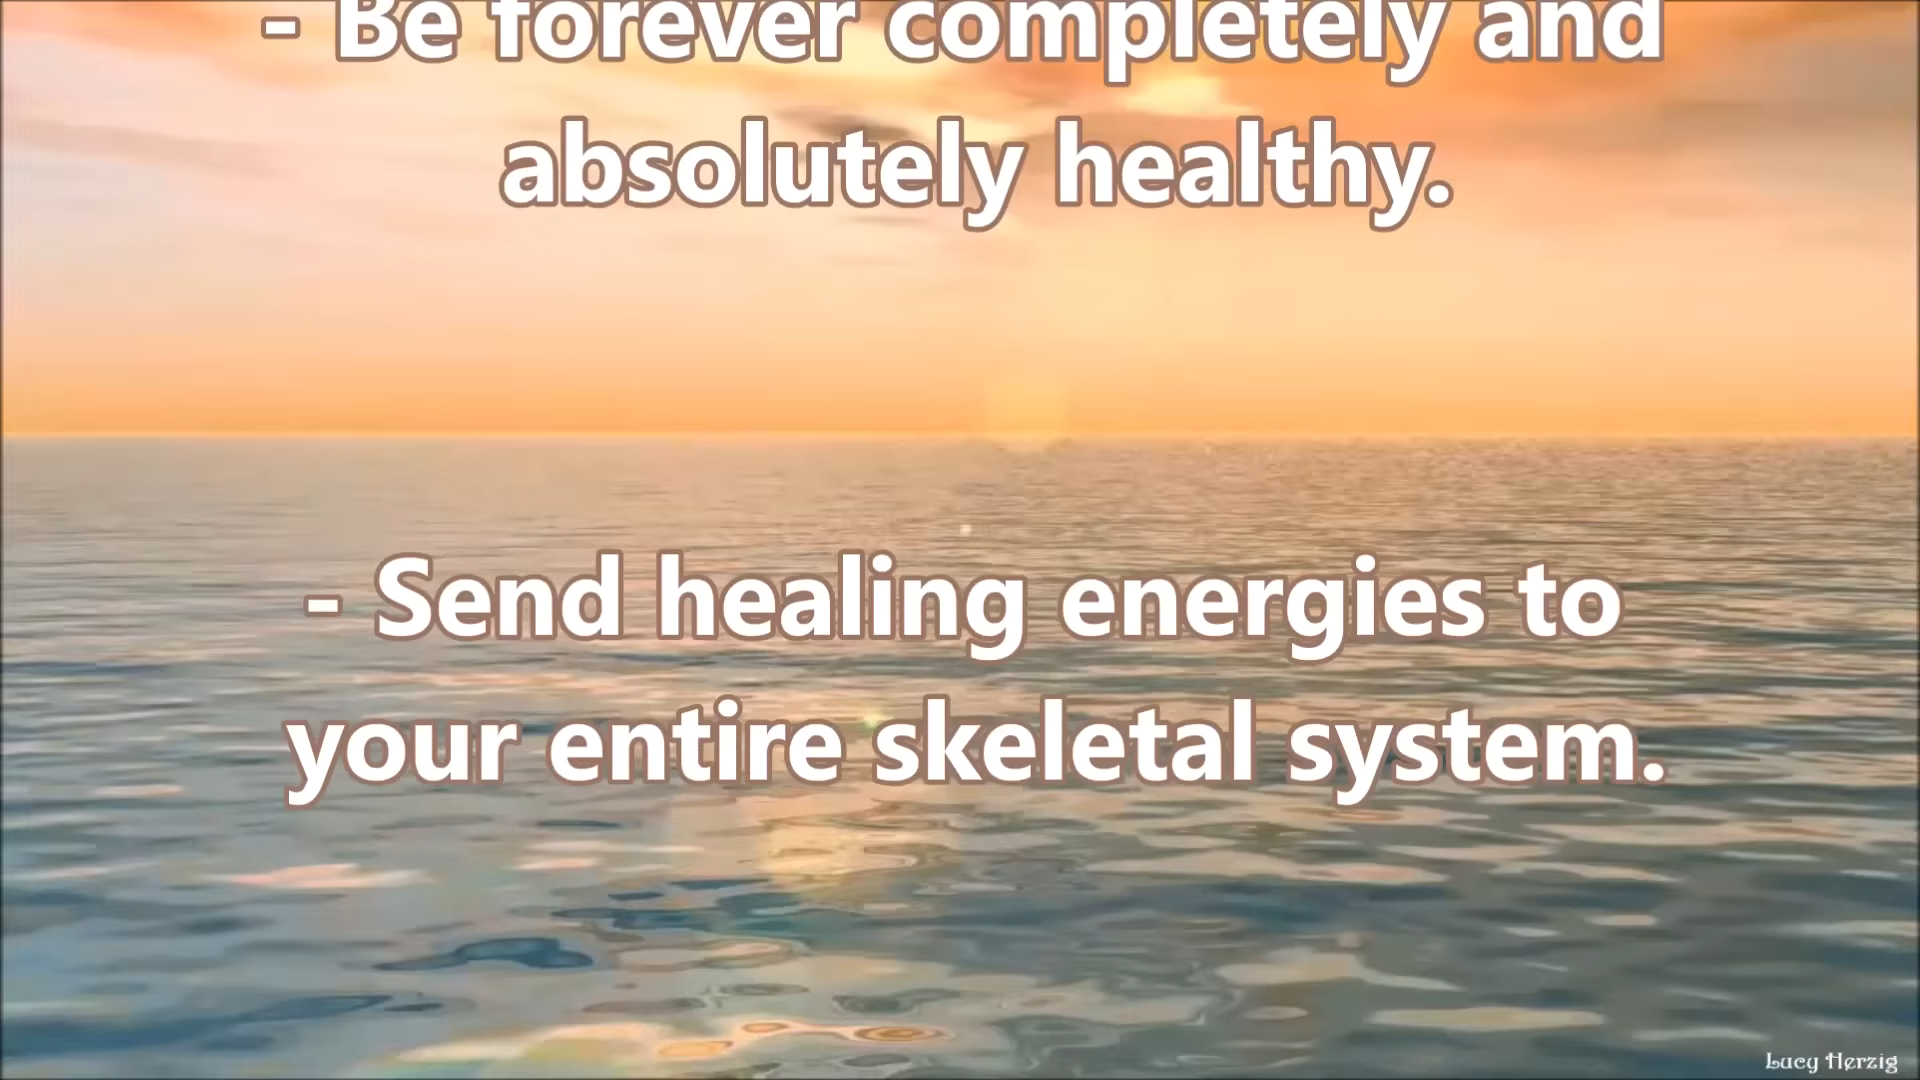 - Be forever completely and
absolutely healthy.
- Send healing energies to
your entire skeletal system.
Lucy Herzig